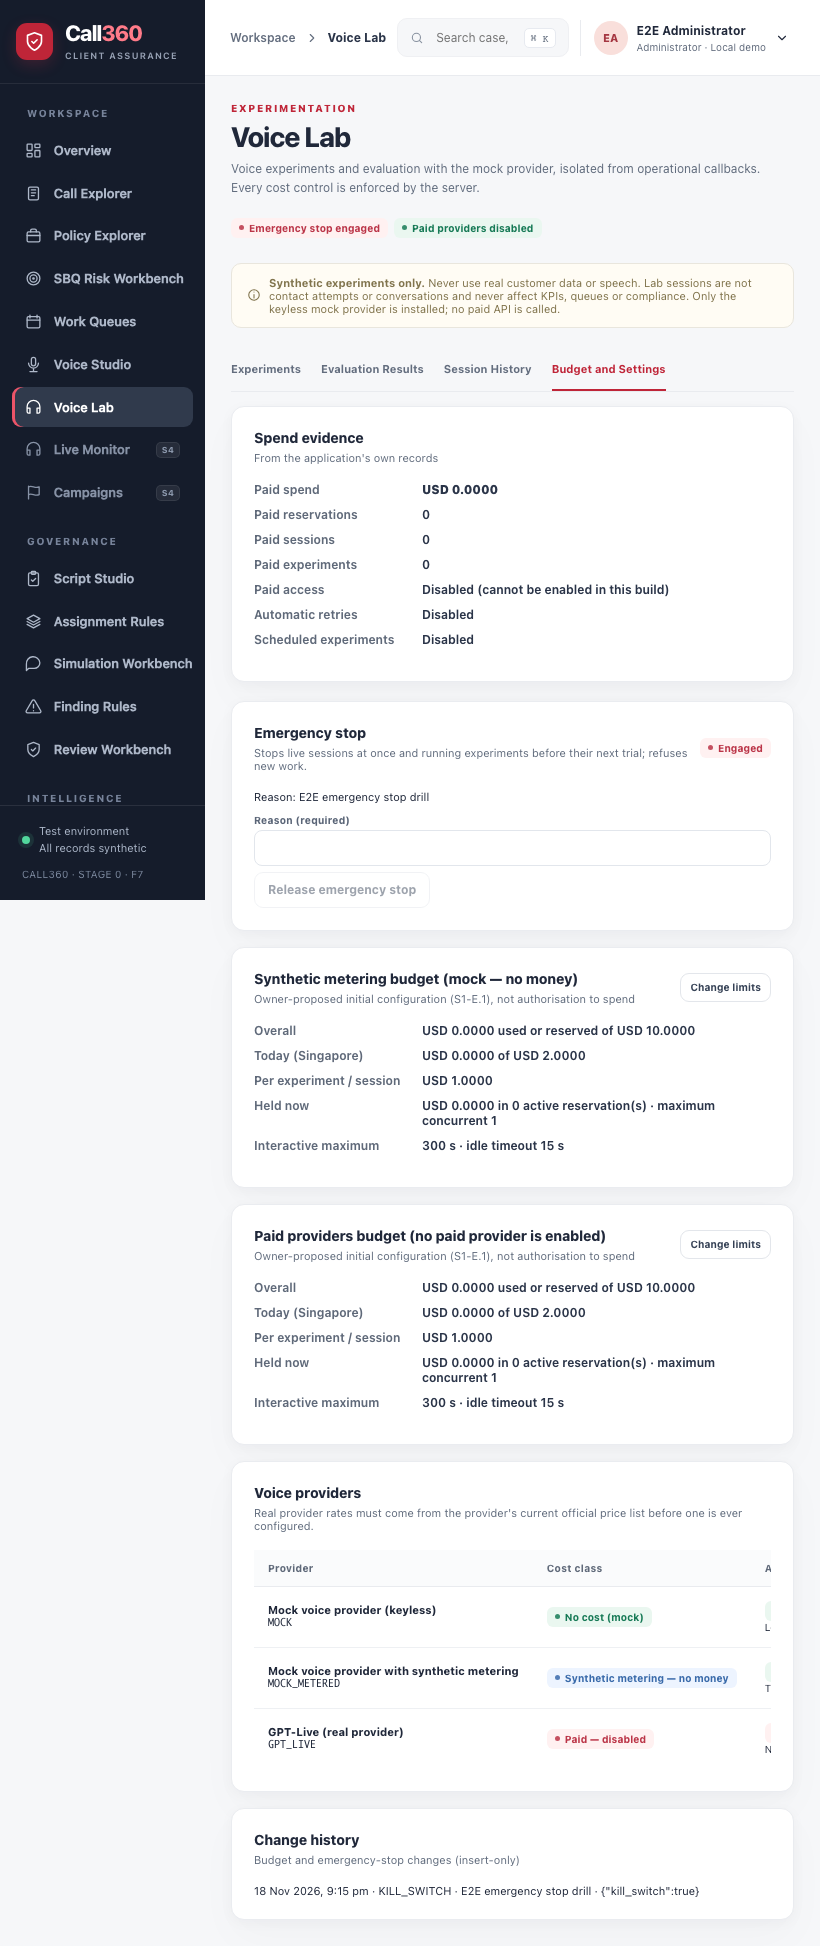 Call360
CLIENT ASSURANCE
WORKSPACE
Overview
Call Explorer
Policy Explorer
SBQ Risk Workbench
Work Queues
Voice Studio
Voice Lab
Live Monitor S4
Campaigns S4
GOVERNANCE
Script Studio
Assignment Rules
Simulation Workbench
Finding Rules
Review Workbench
INTELLIGENCE
Test environment
All records synthetic
CALL360 · STAGE 0 · F7
Workspace > Voice Lab
Search case, ⌘ K
EA
E2E Administrator
Administrator · Local demo
EXPERIMENTATION
Voice Lab
Voice experiments and evaluation with the mock provider, isolated from operational callbacks.
Every cost control is enforced by the server.
Emergency stop engaged
Paid providers disabled
Synthetic experiments only. Never use real customer data or speech. Lab sessions are not
contact attempts or conversations and never affect KPIs, queues or compliance. Only the
keyless mock provider is installed; no paid API is called.
Experiments Evaluation Results Session History Budget and Settings
Spend evidence
From the application's own records
Paid spend USD 0.0000
Paid reservations 0
Paid sessions 0
Paid experiments 0
Paid access Disabled (cannot be enabled in this build)
Automatic retries Disabled
Scheduled experiments Disabled
Emergency stop
Stops live sessions at once and running experiments before their next trial; refuses
new work.
Engaged
Reason: E2E emergency stop drill
Reason (required)
Release emergency stop
Synthetic metering budget (mock — no money)
Owner-proposed initial configuration (S1-E.1), not authorisation to spend
Change limits
Overall USD 0.0000 used or reserved of USD 10.0000
Today (Singapore) USD 0.0000 of USD 2.0000
Per experiment / session USD 1.0000
Held now USD 0.0000 in 0 active reservation(s) · maximum
concurrent 1
Interactive maximum 300 s · idle timeout 15 s
Paid providers budget (no paid provider is enabled)
Owner-proposed initial configuration (S1-E.1), not authorisation to spend
Change limits
Overall USD 0.0000 used or reserved of USD 10.0000
Today (Singapore) USD 0.0000 of USD 2.0000
Per experiment / session USD 1.0000
Held now USD 0.0000 in 0 active reservation(s) · maximum
concurrent 1
Interactive maximum 300 s · idle timeout 15 s
Voice providers
Real provider rates must come from the provider's current official price list before one is ever
configured.
Provider Cost class
Mock voice provider (keyless)
MOCK
No cost (mock)
Mock voice provider with synthetic metering
MOCK_METERED
Synthetic metering — no money
GPT-Live (real provider)
GPT_LIVE
Paid — disabled
Change history
Budget and emergency-stop changes (insert-only)
18 Nov 2026, 9:15 pm · KILL_SWITCH · E2E emergency stop drill · {"kill_switch":true}